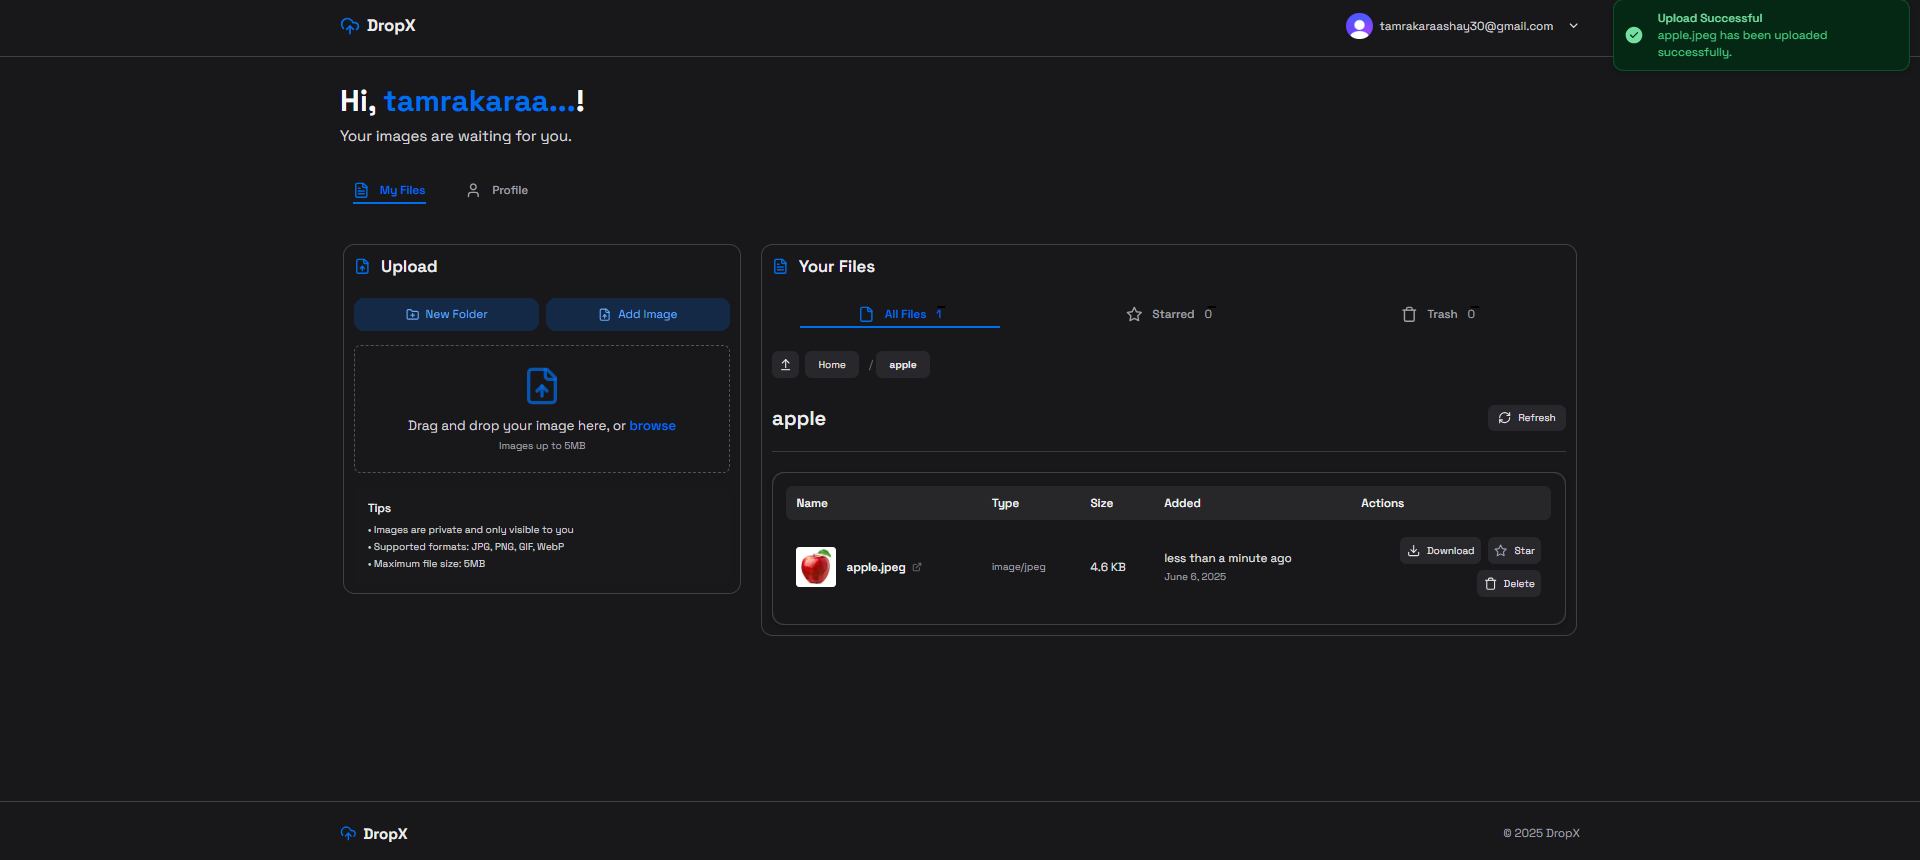 DropX
tamrakaraashay30@gmail.com
Upload Successful
apple.jpeg has been uploaded
successfully.
Hi, tamrakaraa...!
Your images are waiting for you.
My Files
Profile
Upload
New Folder
Add Image
Drag and drop your image here, or browse
Images up to 5MB
Tips
• Images are private and only visible to you
• Supported formats: JPG, PNG, GIF, WebP
• Maximum file size: 5MB
Your Files
All Files 1
Starred 0
Trash 0
Home / apple
apple
Refresh
Name Type Size Added Actions
apple.jpeg image/jpeg 4.6 KB
less than a minute ago
June 6, 2025
Download Star
Delete
DropX
© 2025 DropX